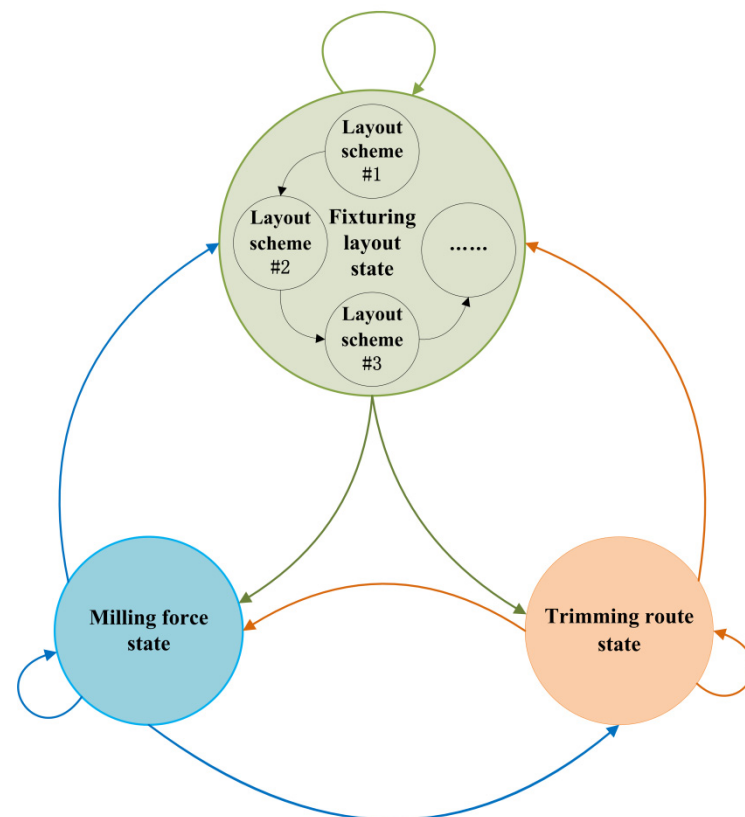 Layout
scheme
#1
Layout
scheme
#2
Fixturing
layout
state
......
Layout
scheme
#3
Milling force
state
Trimming route
state